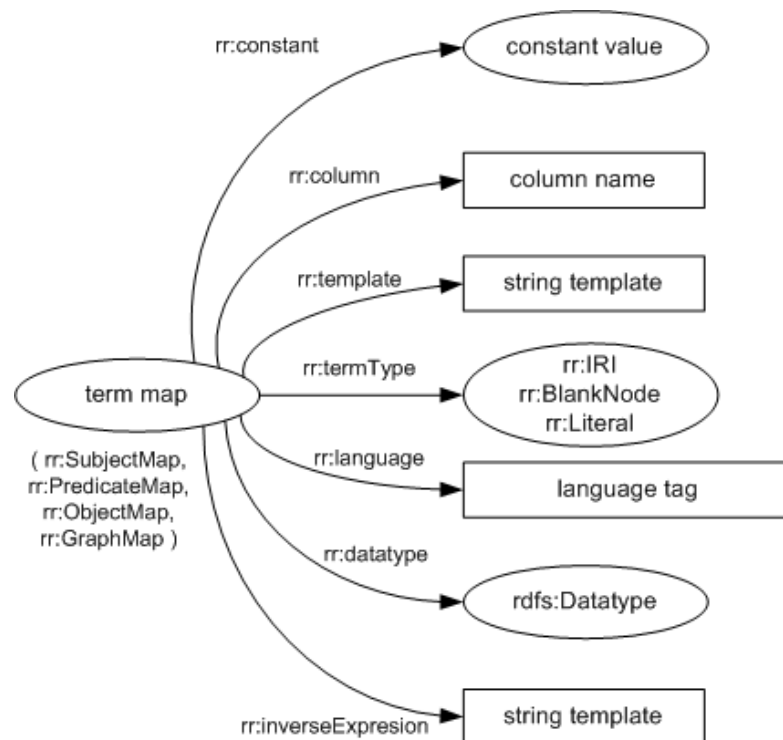 rr:constant
constant value
rr:column
column name
rr:template
string template
rr:termType
rr:IRI
rr:BlankNode
rr:Literal
term map
( rr:SubjectMap,
rr:PredicateMap,
rr:ObjectMap,
rr:GraphMap )
rr:language
language tag
rr:datatype
rdfs:Datatype
rr:inverseExpresion
string template